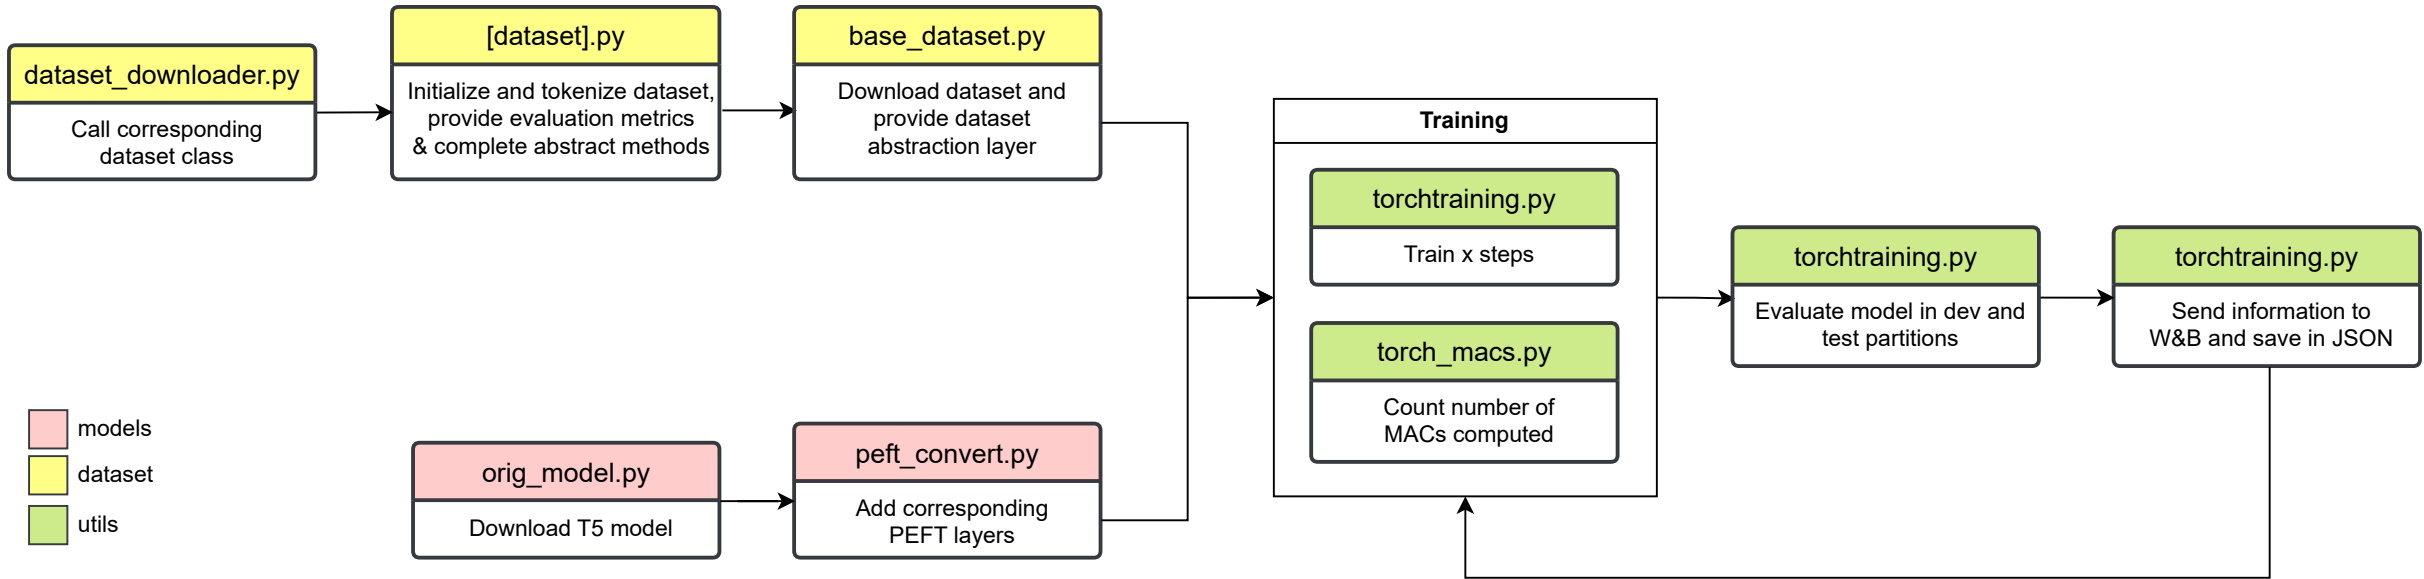 dataset_downloader.py
Call corresponding
dataset class
[dataset].py
Initialize and tokenize dataset,
provide evaluation metrics
& complete abstract methods
base_dataset.py
Download dataset and
provide dataset
abstraction layer
Training
torchtraining.py
Train x steps
torch_macs.py
Count number of
MACs computed
torchtraining.py
Evaluate model in dev and
test partitions
torchtraining.py
Send information to
W&B and save in JSON
models
dataset
utils
orig_model.py
Download T5 model
peft_convert.py
Add corresponding
PEFT layers